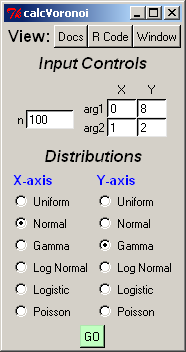 calcVoronoi
View: Docs R Code Window
Input Controls
X Y
n 100 arg1 0 8
arg2 1 2
Distributions
X-axis Y-axis
Uniform Uniform
Normal Normal
Gamma Gamma
Log Normal Log Normal
Logistic Logistic
Poisson Poisson
GO